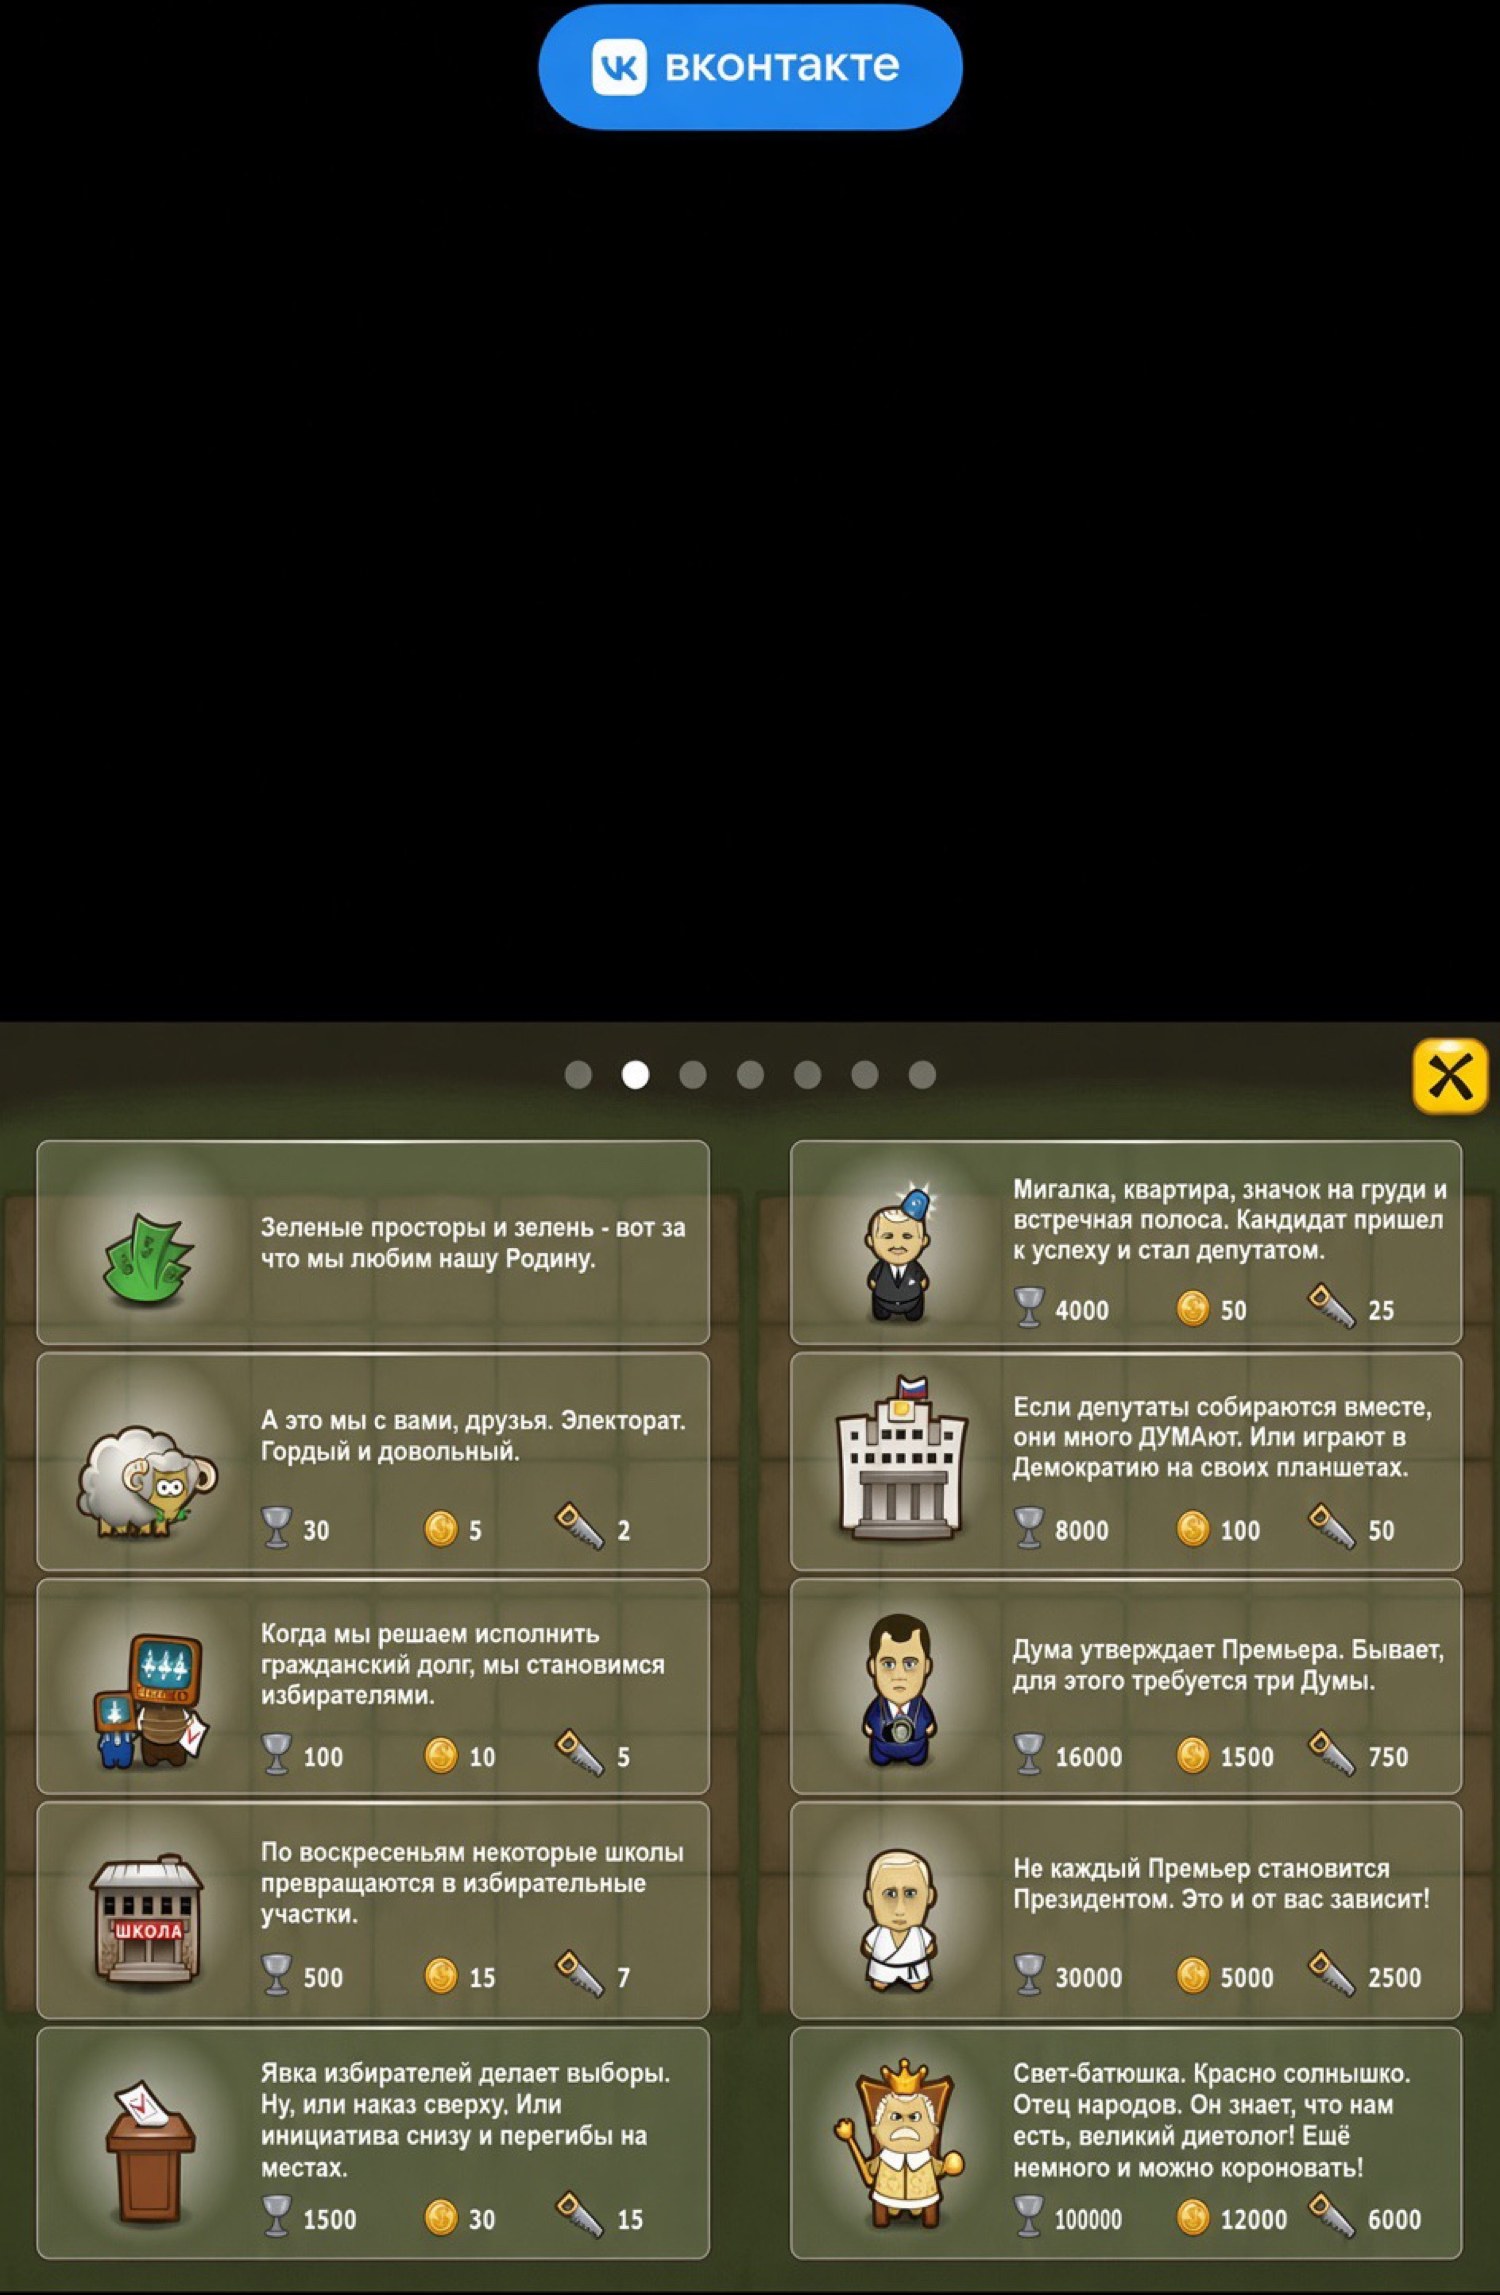 вконтакте
Зеленые просторы и зелень - вот за
что мы любим нашу Родину.
А это мы с вами, друзья. Электорат.
Гордый и довольный.
30 5 2
Когда мы решаем исполнить
гражданский долг, мы становимся
избирателями.
100 10 5
ШКОЛА
По воскресеньям некоторые школы
превращаются в избирательные
участки.
500 15 7
Явка избирателей делает выборы.
Ну, или наказ сверху. Или
инициатива снизу и перегибы на
местах.
1500 30 15
Мигалка, квартира, значок на груди и
встречная полоса. Кандидат пришел
к успеху и стал депутатом.
4000 50 25
Если депутаты собираются вместе,
они много ДУМАют. Или играют в
Демократию на своих планшетах.
8000 100 50
Дума утверждает Премьера. Бывает,
для этого требуется три Думы.
16000 1500 750
Не каждый Премьер становится
Президентом. Это и от вас зависит!
30000 5000 2500
Свет-батюшка. Красно солнышко.
Отец народов. Он знает, что нам
есть, великий диетолог! Ешё
немного и можно короновать!
100000 12000 6000